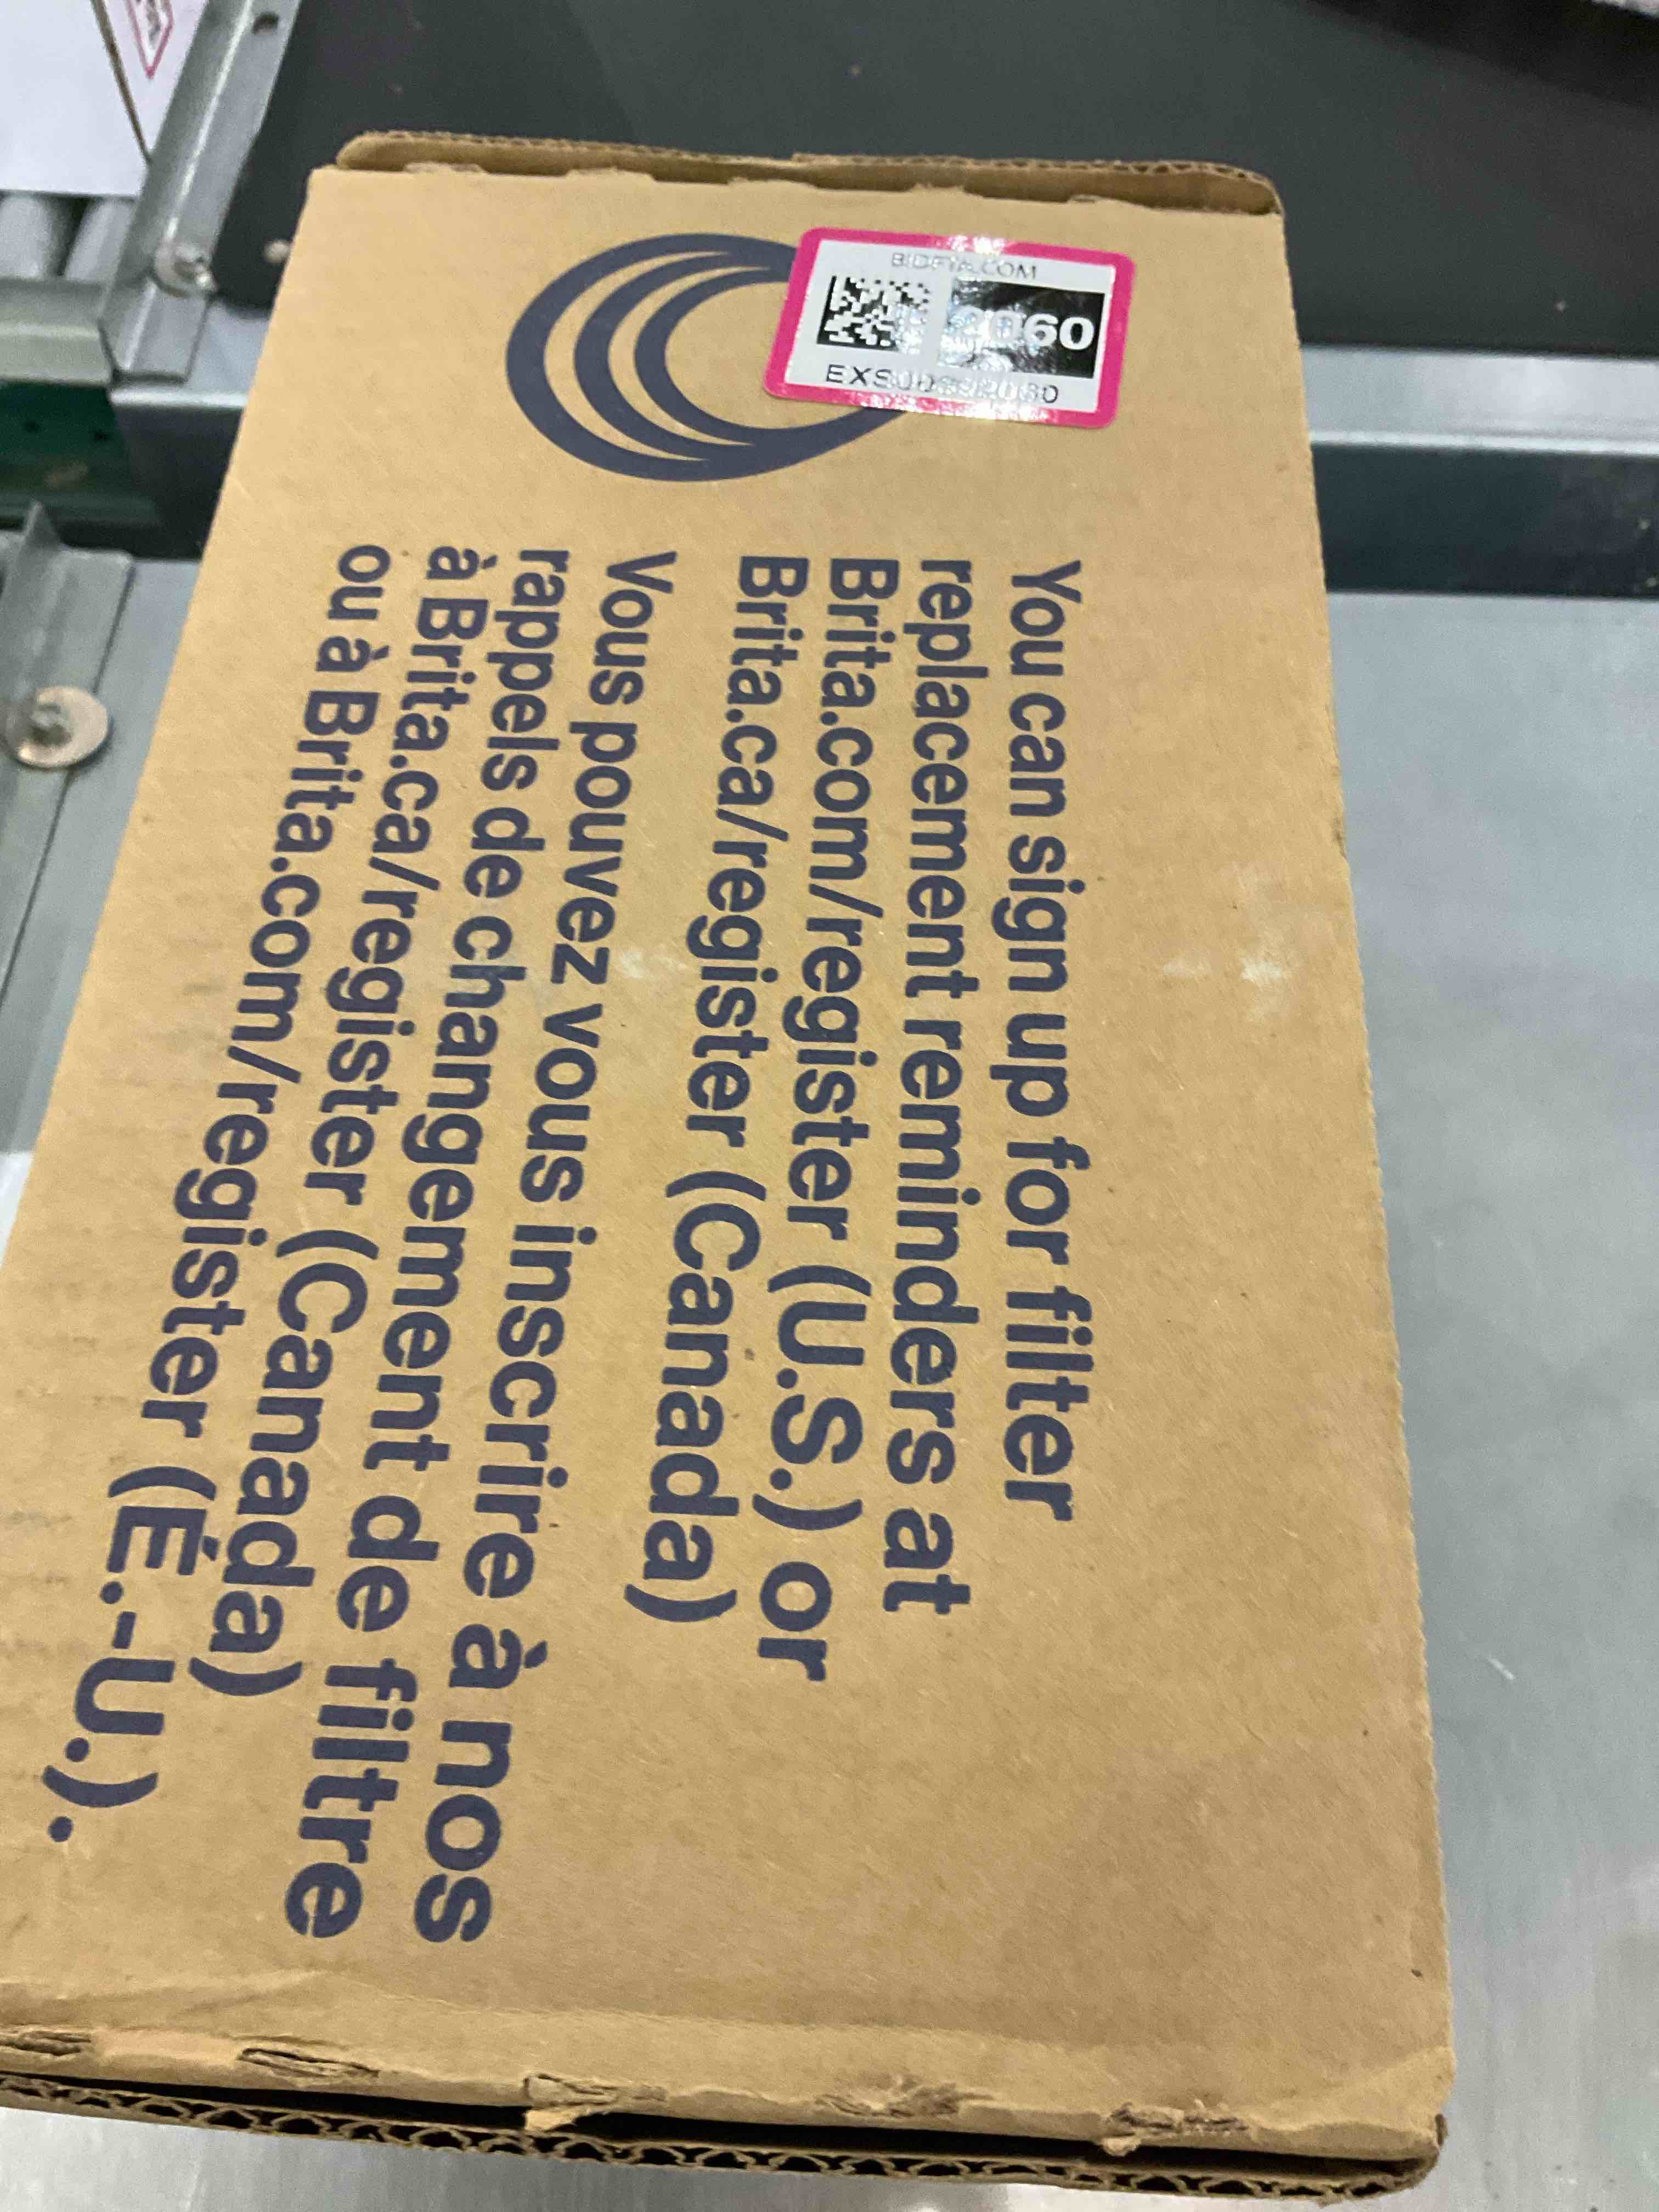 BIDFTA.COM
You can sign up for filter
replacement reminders at
Brita.com/register (U.S.) or
Brita.ca/register (Canada)
Vous pouvez vous inscrire à nos
rappels de changement de filtre
à Brita.ca/register (Canada)
ou à Brita.com/register (É.-U.).